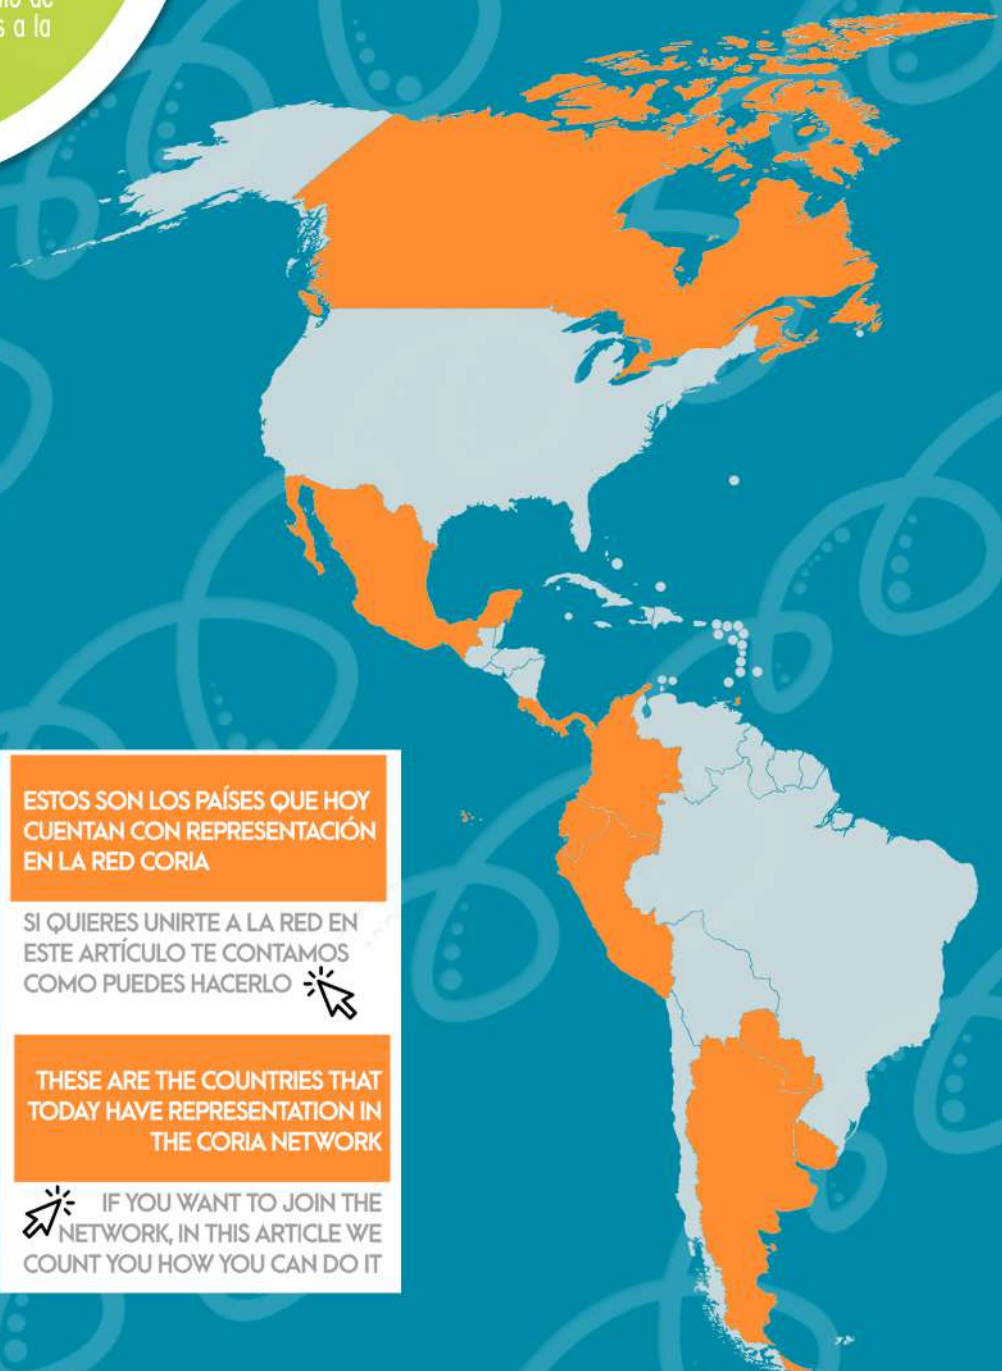 s a la
ESTOS SON LOS PAÍSES QUE HOY
CUENTAN CON REPRESENTACIÓN
EN LA RED CORIA
SI QUIERES UNIRTE A LA RED EN
ESTE ARTÍCULO TE CONTAMOS
COMO PUEDES HACERLO
THESE ARE THE COUNTRIES THAT
TODAY HAVE REPRESENTATION IN
THE CORIA NETWORK
IF YOU WANT TO JOIN THE
NETWORK, IN THIS ARTICLE WE
COUNT YOU HOW YOU CAN DO IT